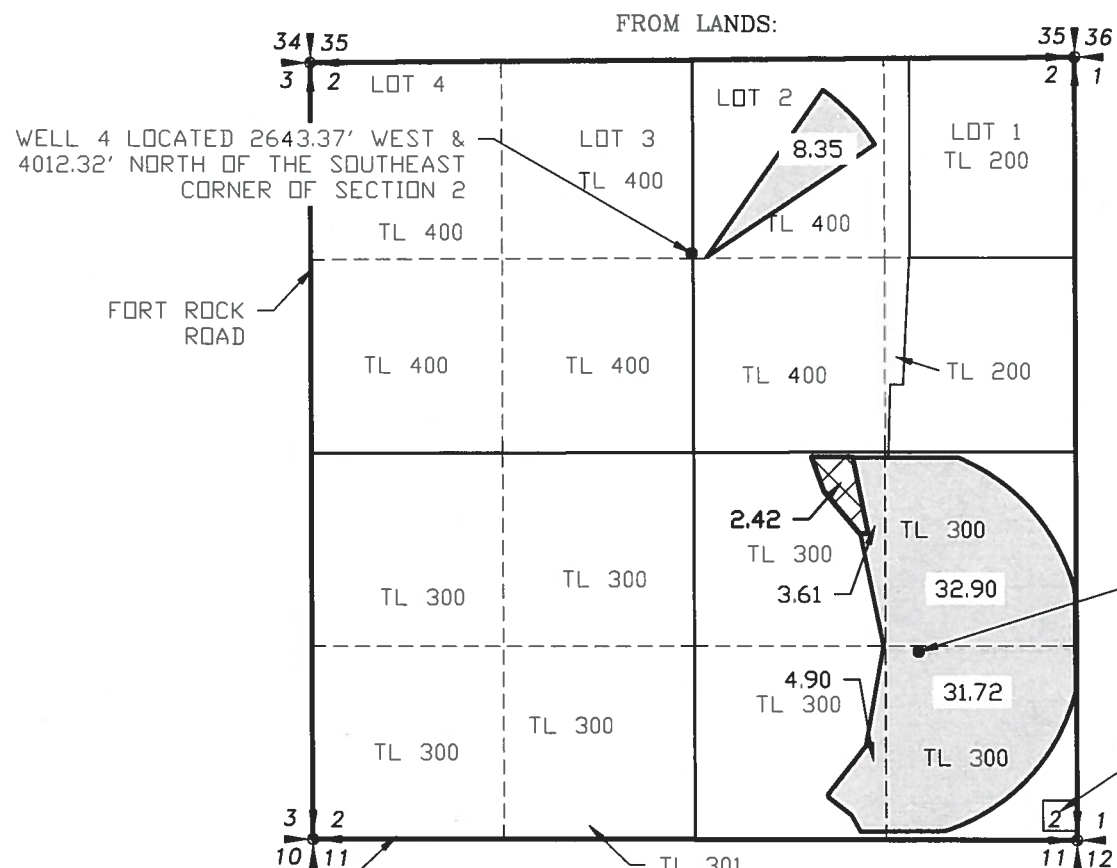 FROM LANDS:
34 35
3 2
35 36
2 1
LOT 4
LOT 2
LOT 3
LOT 1
TL 200
8.35
WELL 4 LOCATED 2643.37' WEST &
4012.32' NORTH OF THE SOUTHEAST
CORNER OF SECTION 2
TL 400
TL 400
TL 400
FORT ROCK
ROAD
TL 400
TL 400
TL 400
TL 200
2.42
TL 300
TL 300
3.61
TL 300
TL 300
32.90
4.90
TL 300
31.72
TL 300
TL 300
TL 300
2
3 2
10 11
1
11 12
TL 301